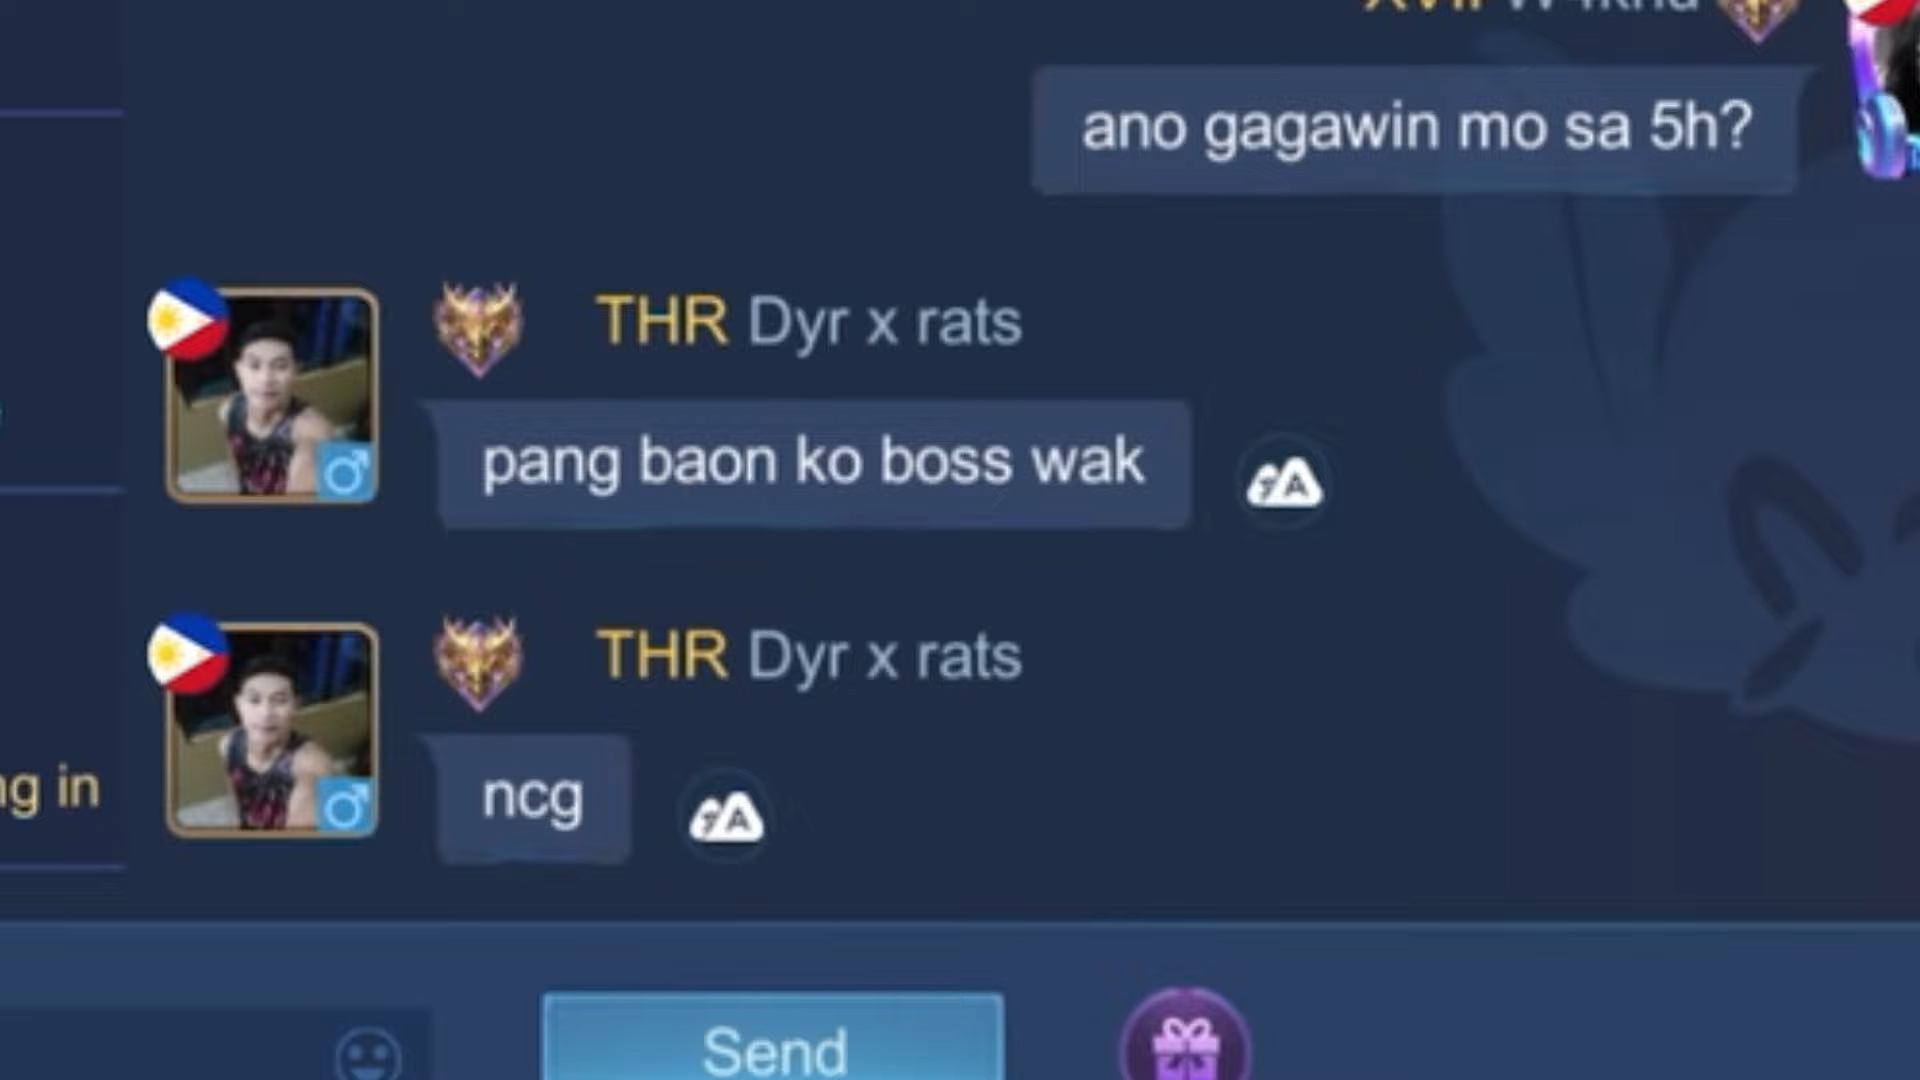 ano gagawin mo sa 5h?
THR Dyr x rats
pang baon ko boss wak
THR Dyr x rats
ncg
ng in
Send